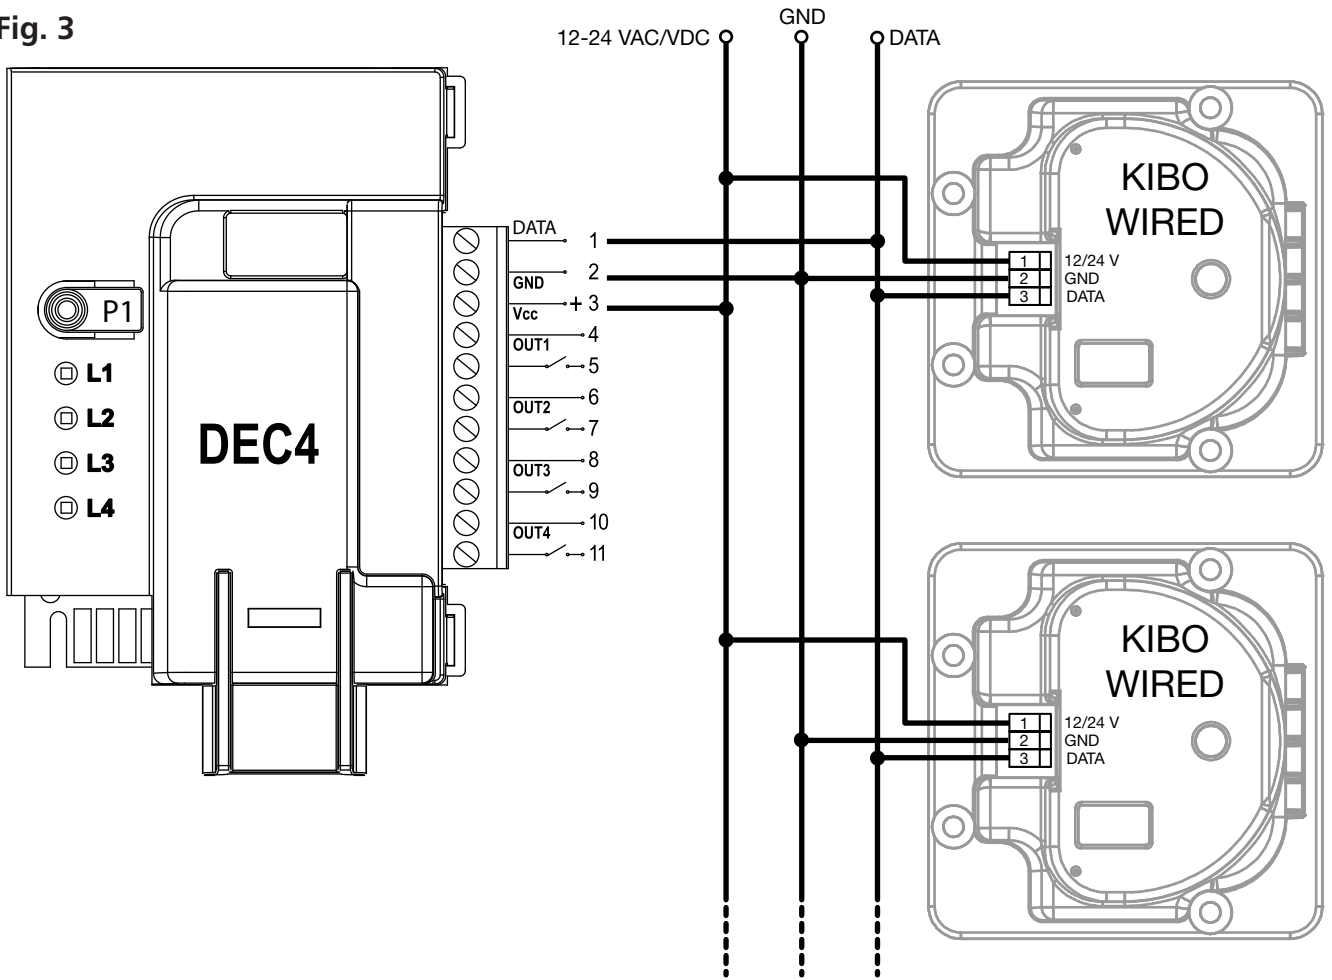 Fig. 3
12-24 VAC/VDC
GND
DATA
P1
L1
L2
L3
L4
DEC4
DATA
1
2
GND
+ 3
Vcc
4
OUT1
5
6
OUT2
7
8
OUT3
9
10
OUT4
11
KIBO
WIRED
1 12/24 V
2 GND
3 DATA
KIBO
WIRED
1 12/24 V
2 GND
3 DATA